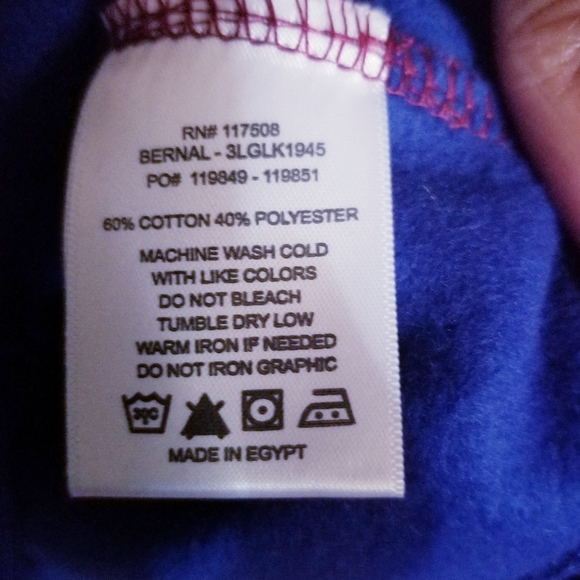 RN# 117508
BERNAL - 3LGLK1945
PO# 119849 - 119851
60% COTTON 40% POLYESTER
MACHINE WASH COLD
WITH LIKE COLORS
DO NOT BLEACH
TUMBLE DRY LOW
WARM IRON IF NEEDED
DO NOT IRON GRAPHIC
30C
MADE IN EGYPT